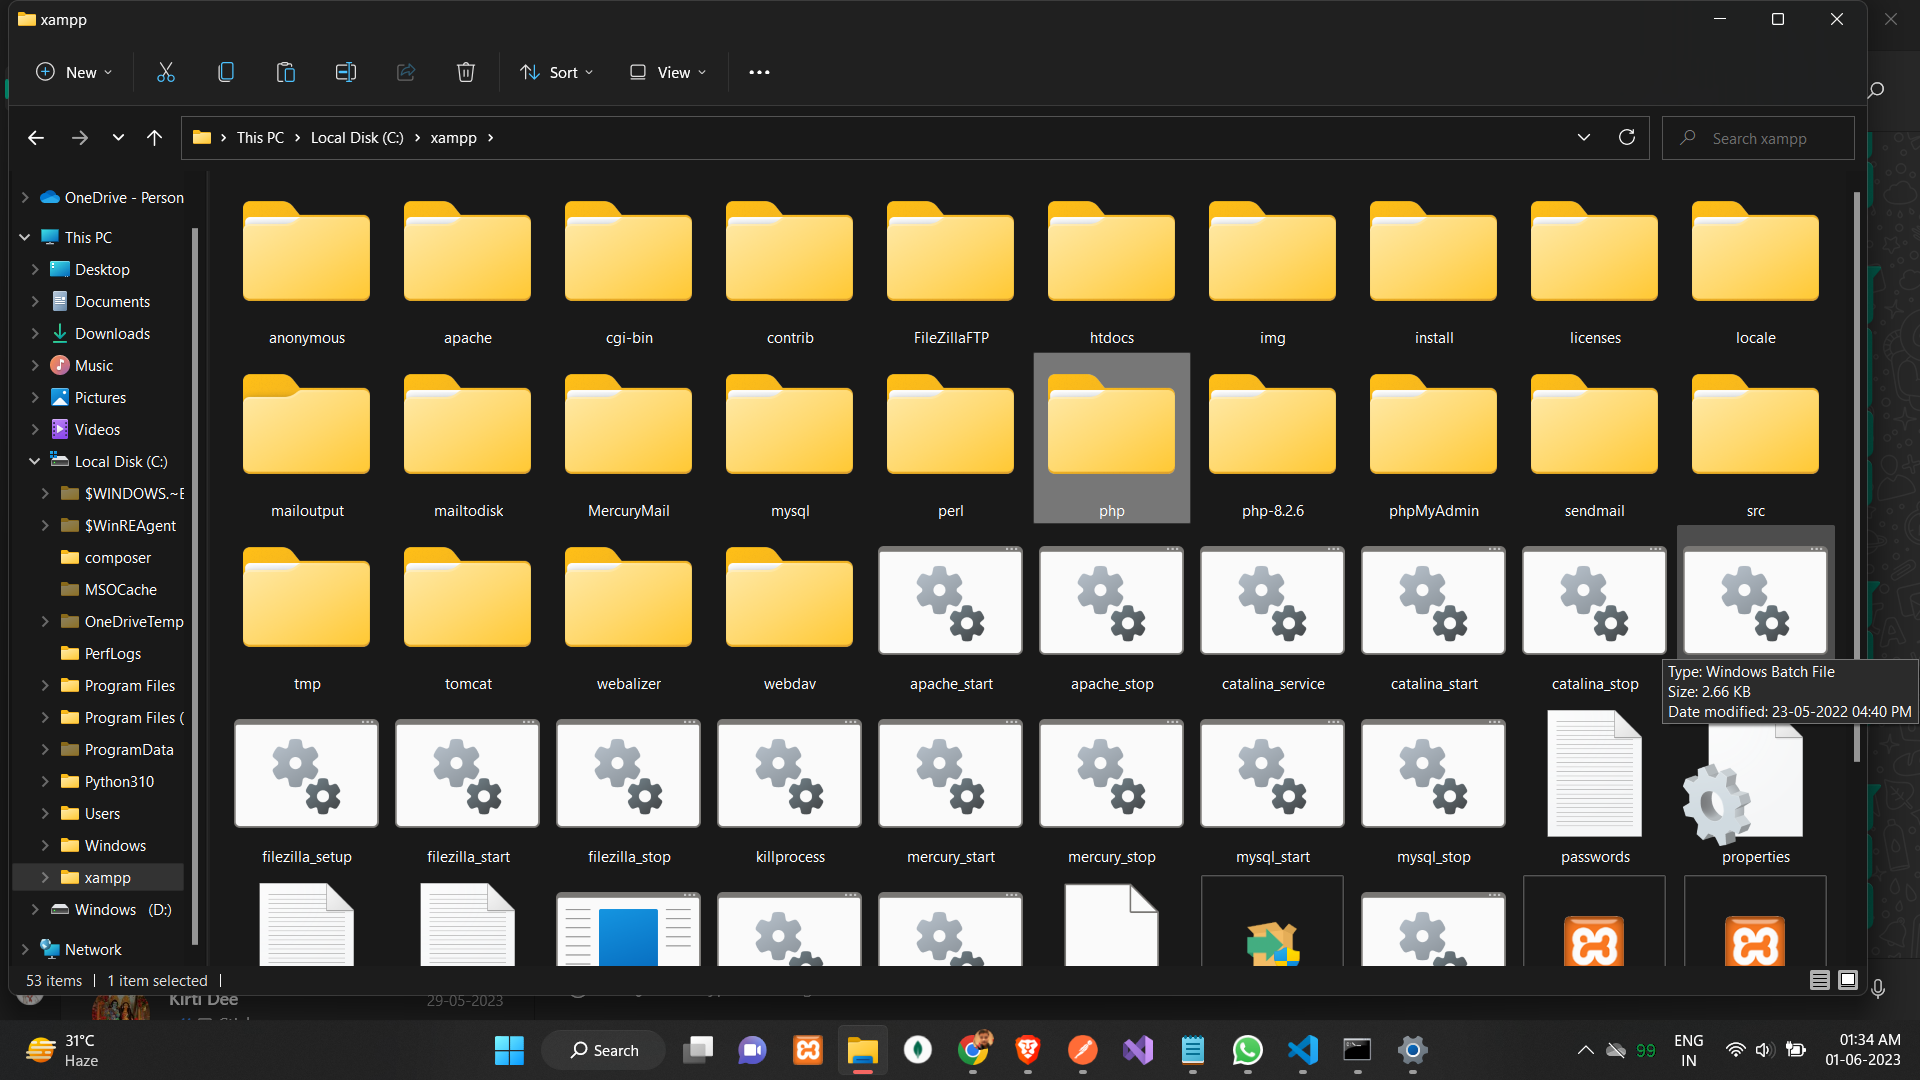 xampp
New
Sort
View
This PC
Local Disk (C:)
xampp
Search xampp
OneDrive - Person
This PC
Desktop
Documents
Downloads
Music
Pictures
Videos
Local Disk (C:)
$WINDOWS.~E
$WinREAgent
composer
MSOCache
OneDriveTemp
PerfLogs
Program Files
Program Files (
ProgramData
Python310
Users
Windows
xampp
Windows (D:)
Network
anonymous apache cgi-bin contrib FileZillaFTP htdocs img install licenses locale
mailoutput mailtodisk MercuryMail mysql perl php php-8.2.6 phpMyAdmin sendmail src
tmp tomcat webalizer webdav apache_start apache_stop catalina_service catalina_start catalina_stop
Type: Windows Batch File
Size: 2.66 KB
Date modified: 23-05-2022 04:40 PM
filezilla_setup filezilla_start filezilla_stop killprocess mercury_start mercury_stop mysql_start mysql_stop passwords properties
53 items
1 item selected
Kirti Dee
29-05-2023
31°C
Haze
Search
99
ENG
IN
01:34 AM
01-06-2023